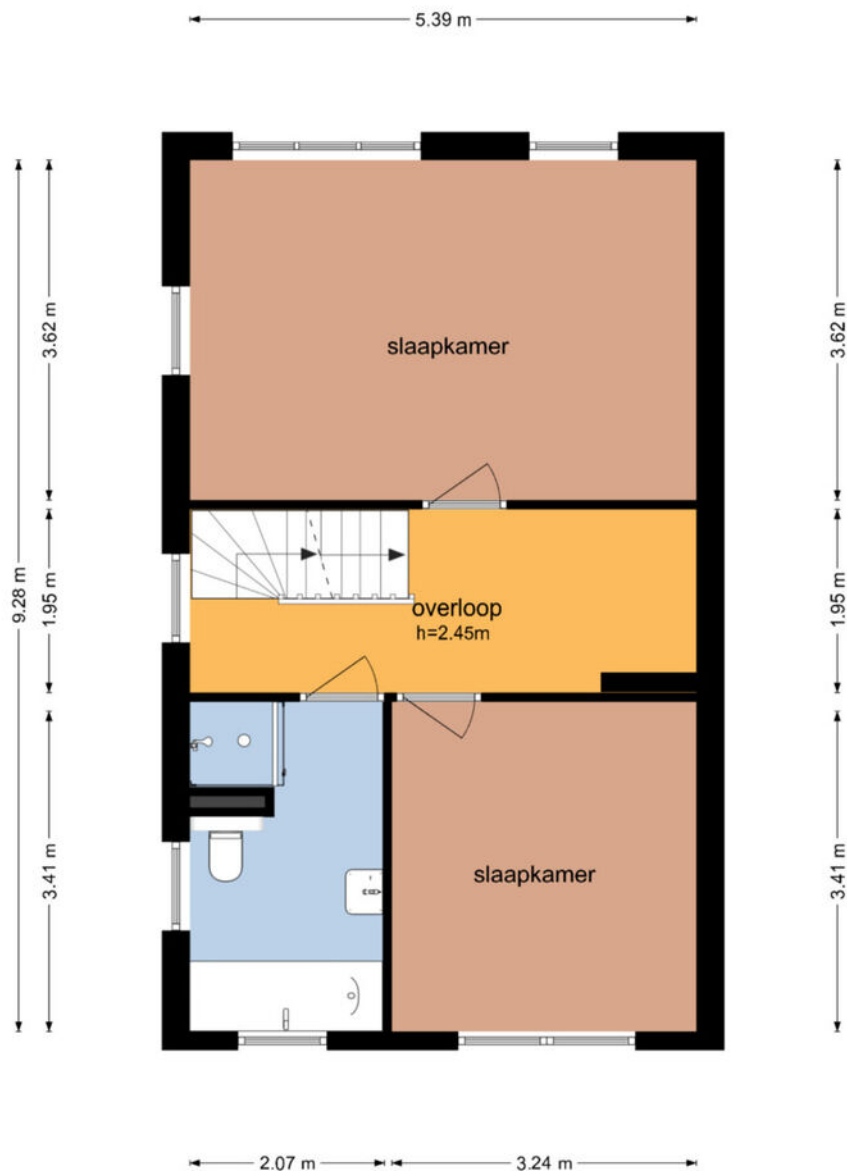 5.39 m
3.62 m
3.62 m
slaapkamer
9.28 m
1.95 m
1.95 m
overloop
h=2.45m
3.41 m
3.41 m
slaapkamer
2.07 m
3.24 m